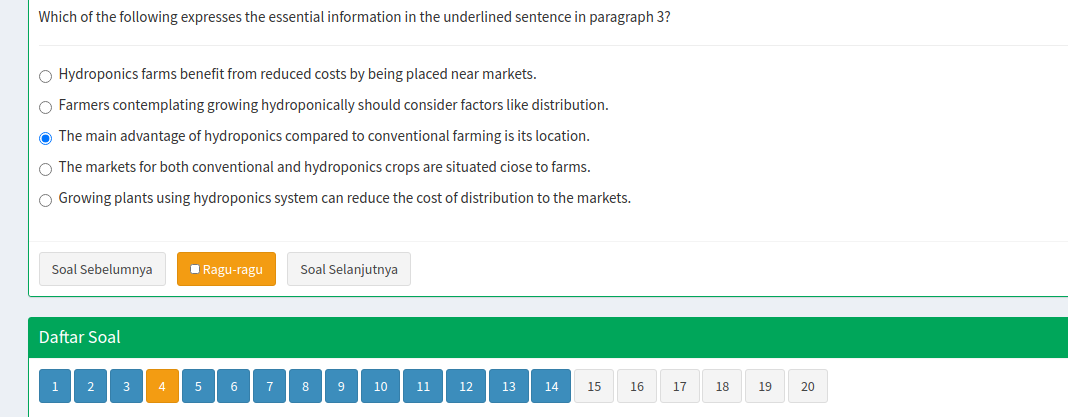 Which of the following expresses the essential information in the underlined sentence in paragraph 3?
Hydroponics farms benefit from reduced costs by being placed near markets.
Farmers contemplating growing hydroponically should consider factors like distribution.
The main advantage of hydroponics compared to conventional farming is its location.
The markets for both conventional and hydroponics crops are situated ciose to farms.
Growing plants using hydroponics system can reduce the cost of distribution to the markets.
Soal Sebelumnya Ragu-ragu Soal Selanjutnya
Daftar Soal
1 2 3 4 5 6 7 8 9 10 11 12 13 14 15 16 17 18 19 20